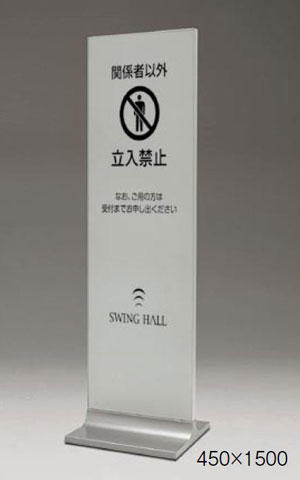 関係者以外
立入禁止
なお、ご用の方は
受付までお申し出ください
SWING HALL
450×1500